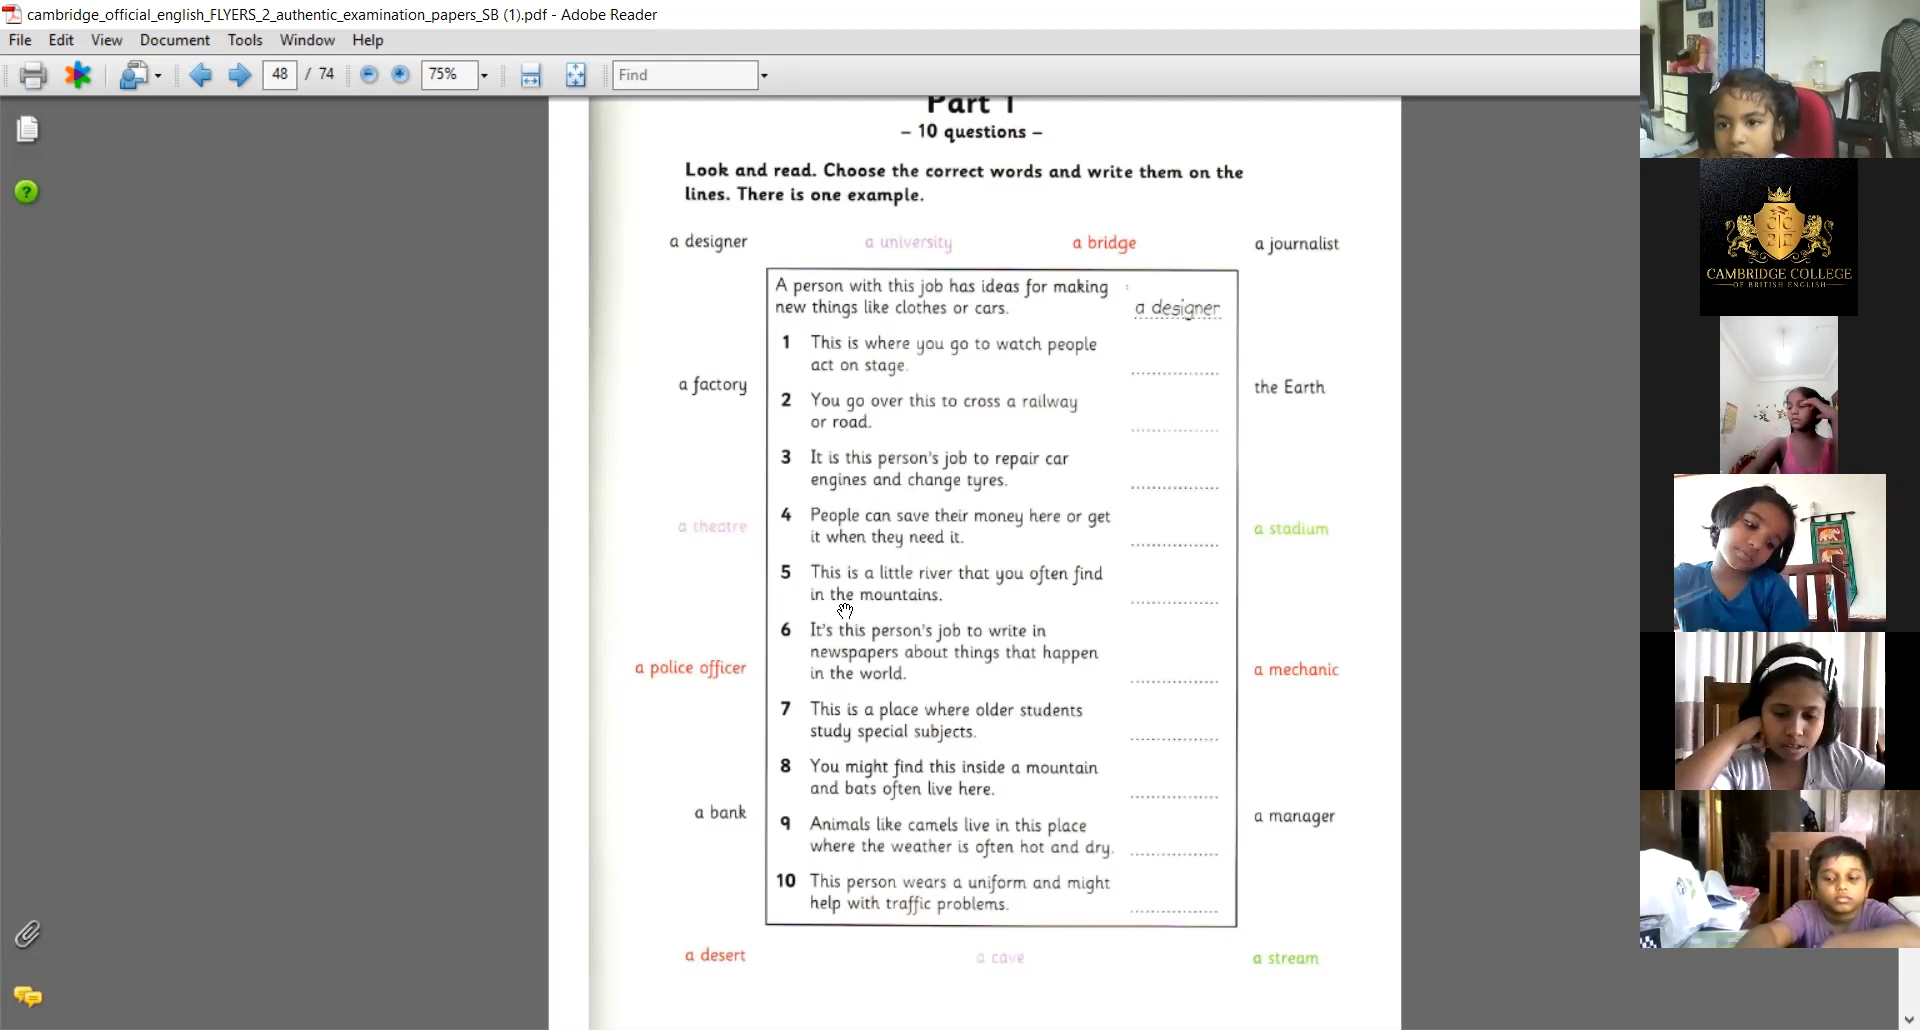 cambridge_official_english_FLYERS_2_authentic_examination_papers_SB (1).pdf - Adobe Reader
File Edit View Document Tools Window Help
48 / 74 75% Find
Part 1
– 10 questions –
Look and read. Choose the correct words and write them on the
lines. There is one example.
a designer a university a bridge a journalist
A person with this job has ideas for making
new things like clothes or cars. a designer
1 This is where you go to watch people
act on stage.
a factory
the Earth
2 You go over this to cross a railway
or road.
3 It is this person's job to repair car
engines and change tyres.
4 People can save their money here or get
it when they need it.
a theatre
a stadium
5 This is a little river that you often find
in the mountains.
6 It's this person's job to write in
newspapers about things that happen
in the world.
a police officer
a mechanic
7 This is a place where older students
study special subjects.
8 You might find this inside a mountain
and bats often live here.
a bank
a manager
9 Animals like camels live in this place
where the weather is often hot and dry.
10 This person wears a uniform and might
help with traffic problems.
a desert a cave a stream
CAMBRIDGE COLLEGE
OF BRITISH ENGLISH